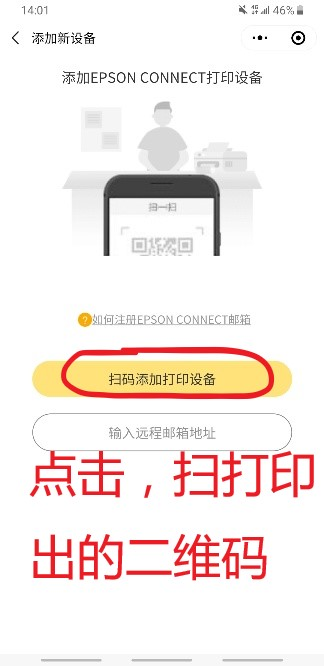 14:01
4G 46%
添加新设备
添加EPSON CONNECT打印设备
扫一扫
?如何注册EPSON CONNECT邮箱
扫码添加打印设备
输入远程邮箱地址
点击，扫打印
出的二维码